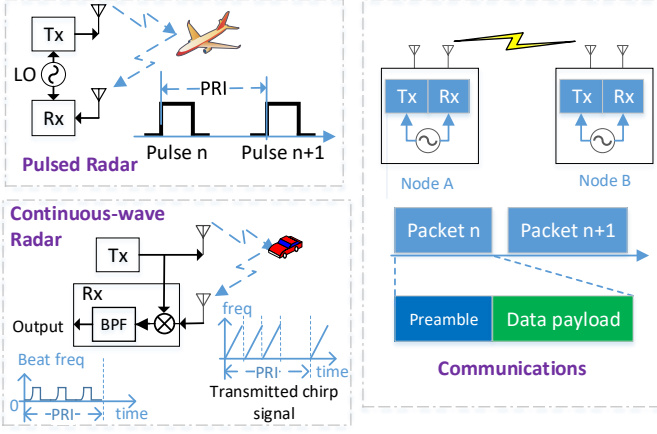 Tx
LO
Rx
PRI
Pulse n
Pulse n+1
Pulsed Radar
Continuous-wave
Radar
Tx
Rx
BPF
Output
Beat freq
0
PRI
time
freq
PRI
time
Transmitted chirp
signal
Tx
Rx
Tx
Rx
Node A
Node B
Packet n
Packet n+1
Preamble
Data payload
Communications